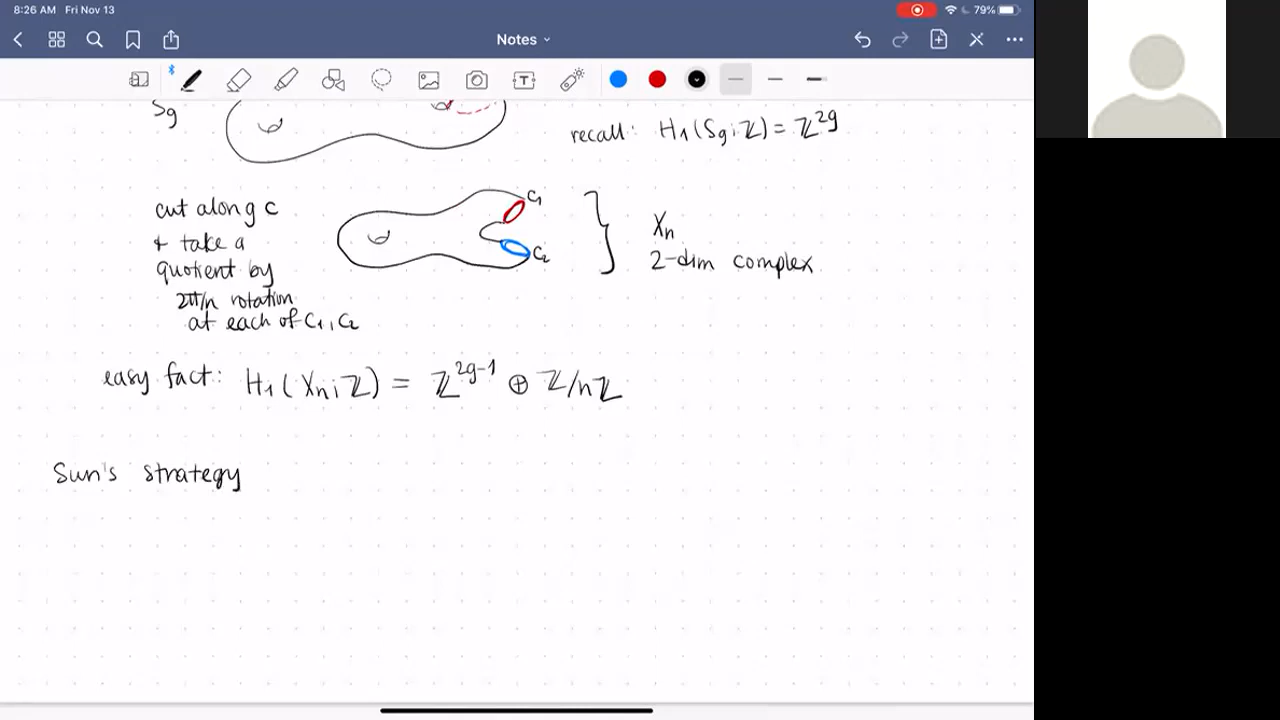 8:26 AM Fri Nov 13
79%
Notes
Sg
recall: H₁(Sg; ℤ) = ℤ^2g
cut along c
+ take a
quotient by
2π/n rotation
at each of C₁, C₂
C₁
C₂
Xn
2-dim complex
easy fact: H₁(Xn; ℤ) = ℤ^2g-1 ⊕ ℤ/nℤ
Sun's strategy